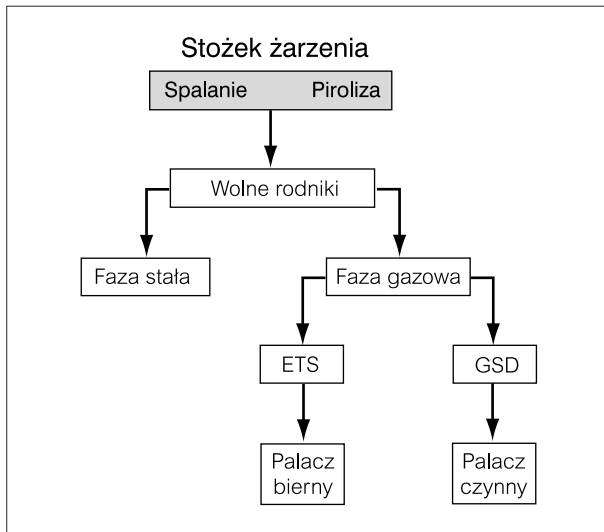 Stożek żarzenia
Spalanie Piroliza
Wolne rodniki
Faza stała
Faza gazowa
ETS
GSD
Palacz
bierny
Palacz
czynny